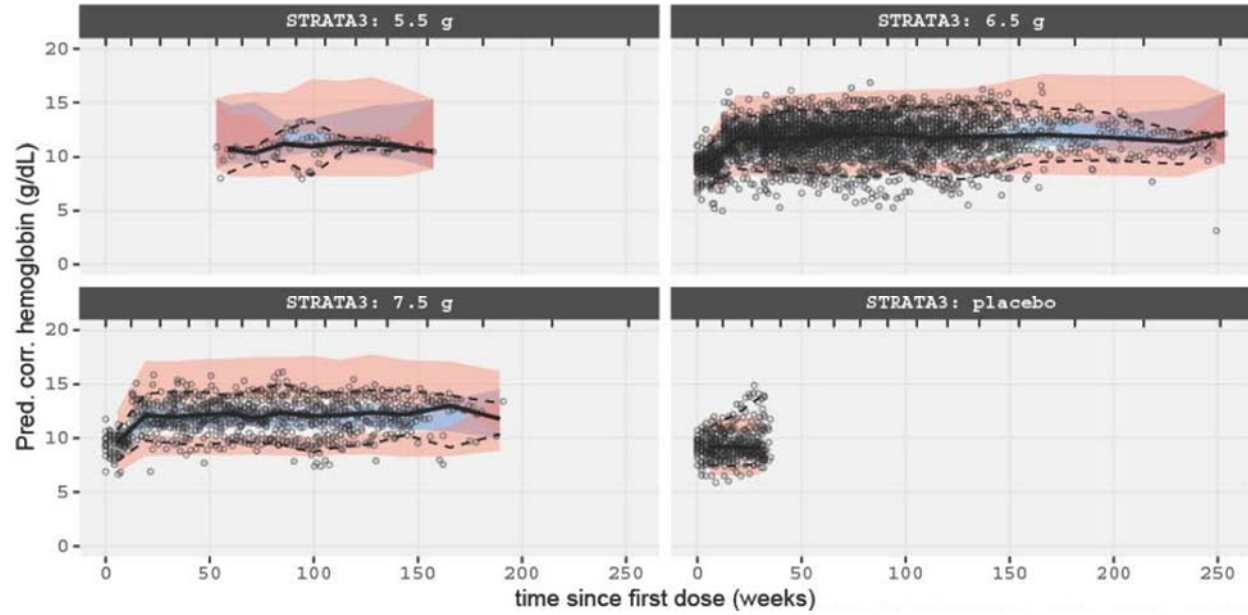 STRATA3: 5.5 g
STRATA3: 6.5 g
20
15
10
5
0
STRATA3: 7.5 g
STRATA3: placebo
20
15
10
5
0
0 50 100 150 200 250
0 50 100 150 200 250
Pred. corr. hemoglobin (g/dL)
time since first dose (weeks)